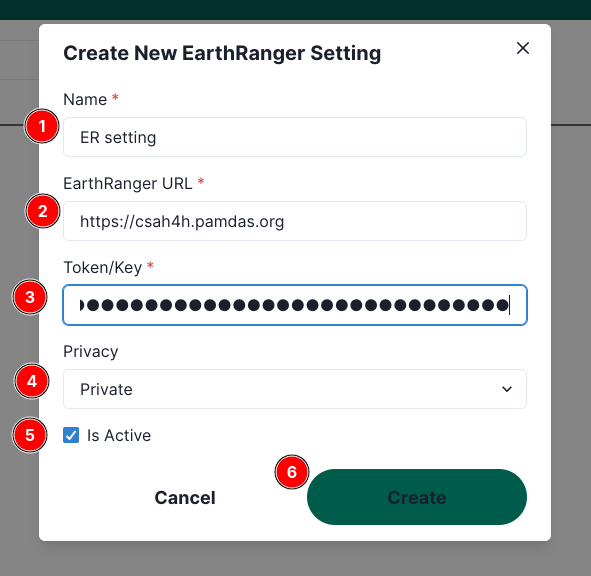 Create New EarthRanger Setting
Name *
1
ER setting
EarthRanger URL *
2
https://csah4h.pamdas.org
Token/Key *
3
Privacy
4
Private
5
Is Active
6
Cancel
Create